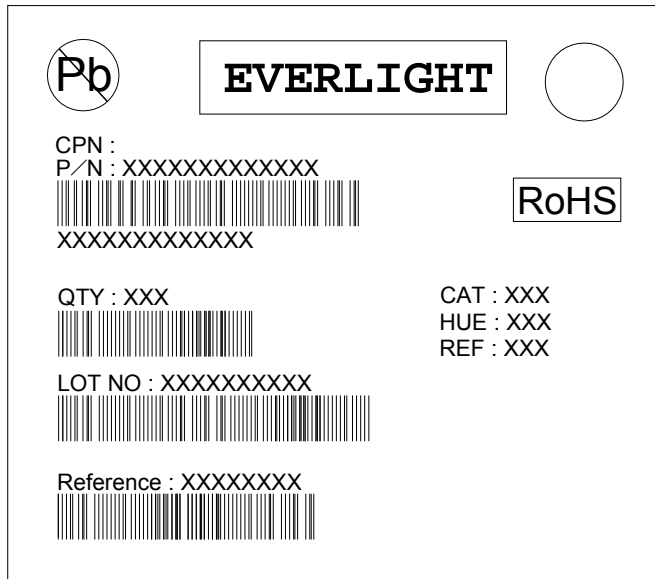 Pb
EVERLIGHT
CPN :
P/N : XXXXXXXXXXXXX
RoHS
XXXXXXXXXXXXX
QTY : XXX
CAT : XXX
HUE : XXX
REF : XXX
LOT NO : XXXXXXXXXX
Reference : XXXXXXXX